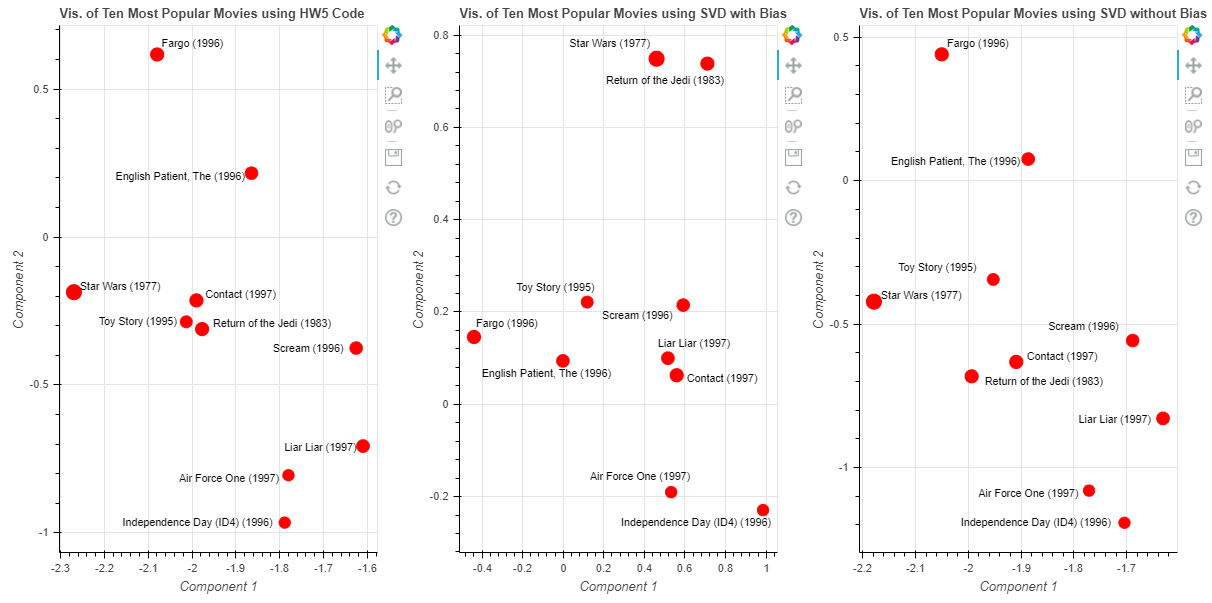 Vis. of Ten Most Popular Movies using HW5 Code
Fargo (1996)
0.5
English Patient, The (1996)
0
Star Wars (1977)
Contact (1997)
Toy Story (1995)
Return of the Jedi (1983)
Scream (1996)
-0.5
Liar Liar (1997)
Air Force One (1997)
Independence Day (ID4) (1996)
-1
-2.3 -2.2 -2.1 -2 -1.9 -1.8 -1.7 -1.6
Component 1
Component 2
Vis. of Ten Most Popular Movies using SVD with Bias
0.8
Star Wars (1977)
Return of the Jedi (1983)
0.6
0.4
Toy Story (1995)
0.2
Scream (1996)
Fargo (1996)
Liar Liar (1997)
English Patient, The (1996)
Contact (1997)
0
Air Force One (1997)
-0.2
Independence Day (ID4) (1996)
-0.4 -0.2 0 0.2 0.4 0.6 0.8 1
Component 1
Component 2
Vis. of Ten Most Popular Movies using SVD without Bias
0.5
Fargo (1996)
English Patient, The (1996)
0
Toy Story (1995)
Star Wars (1977)
-0.5
Scream (1996)
Contact (1997)
Return of the Jedi (1983)
Liar Liar (1997)
-1
Air Force One (1997)
Independence Day (ID4) (1996)
-2.2 -2.1 -2 -1.9 -1.8 -1.7
Component 1
Component 2